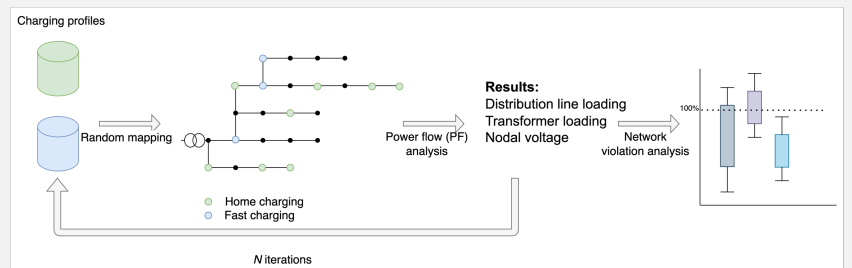 Charging profiles
Random mapping
Home charging
Fast charging
Power flow (PF)
analysis
Results:
Distribution line loading
Transformer loading
Nodal voltage
Network
violation analysis
100%
N iterations